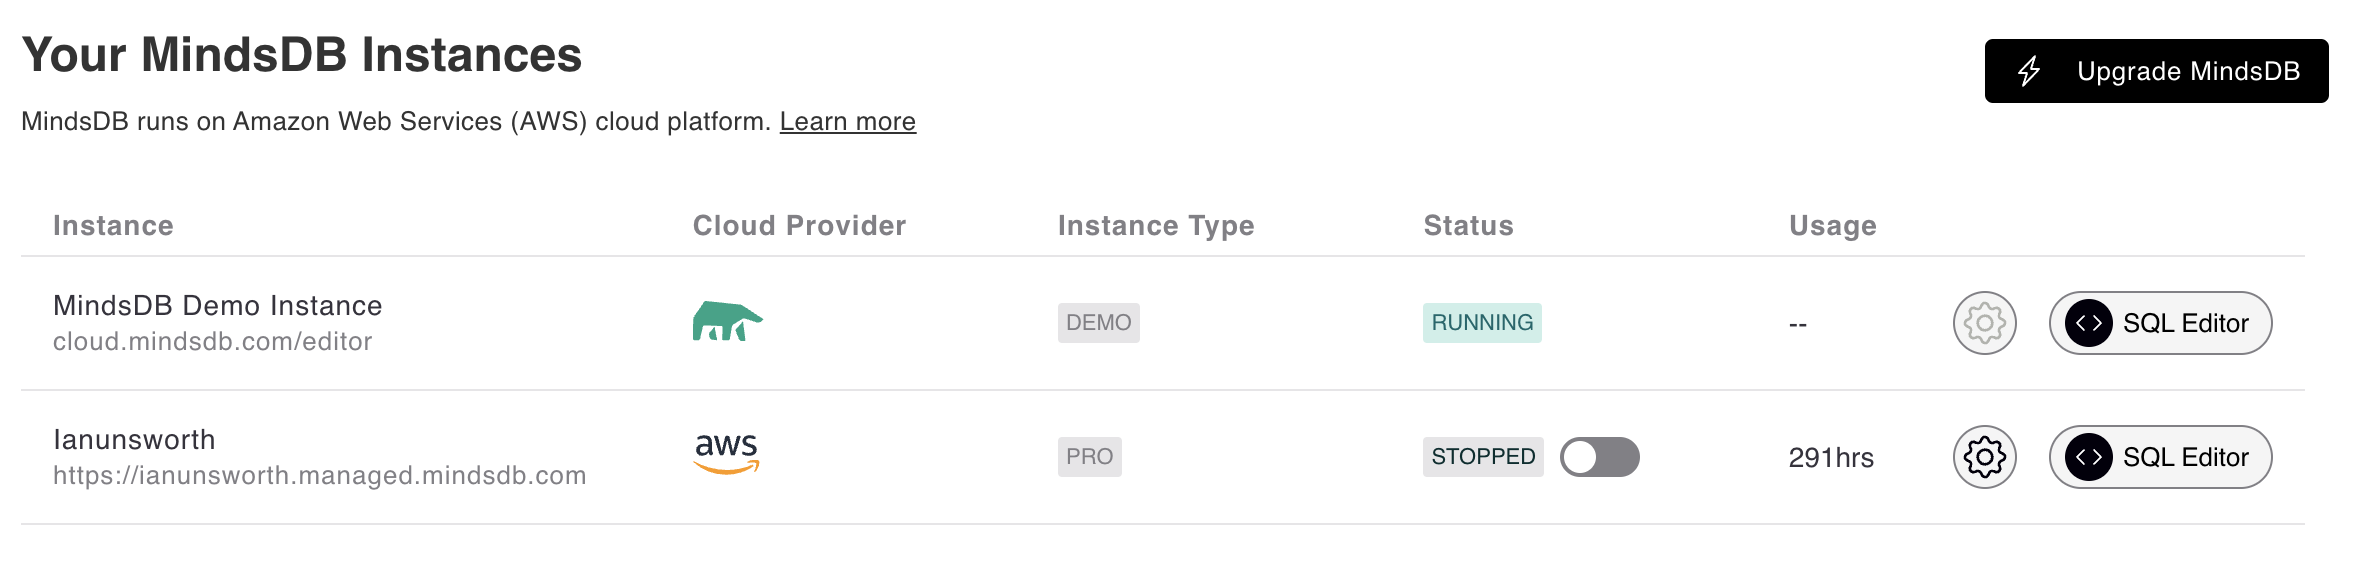 Your MindsDB Instances
Upgrade MindsDB
MindsDB runs on Amazon Web Services (AWS) cloud platform. Learn more
Instance Cloud Provider Instance Type Status Usage
MindsDB Demo Instance
cloud.mindsdb.com/editor
DEMO RUNNING -- <> SQL Editor
Ianunsworth
https://ianunsworth.managed.mindsdb.com
aws PRO STOPPED 291hrs <> SQL Editor